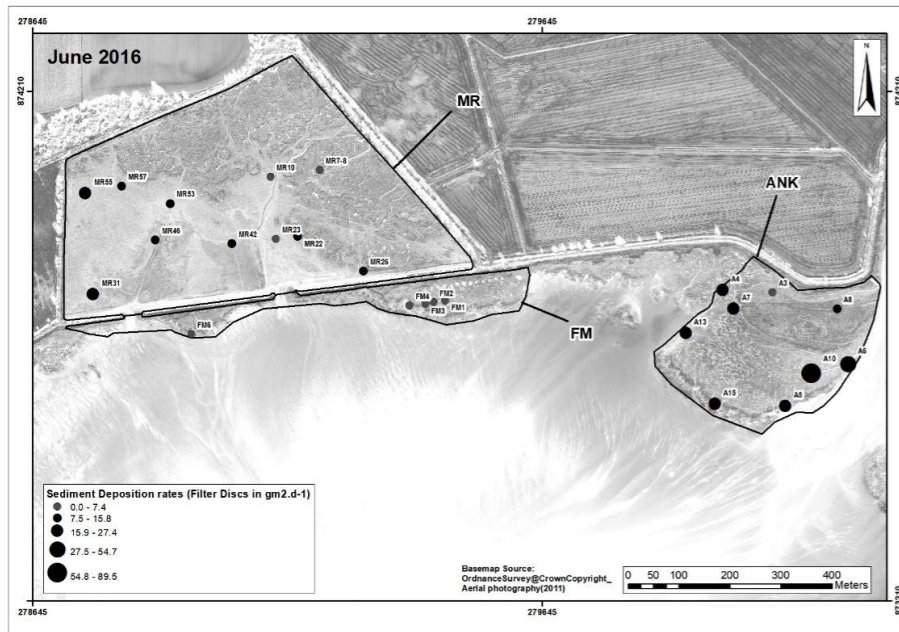 278645
279645
June 2016
N
874210
874210
MR
MR7-8
MR10
ANK
MR55
MR57
MR53
MR23
MR46
MR42
MR22
MR26
A4
A3
MR31
FM4
FM2
A7
A8
FM3
FM1
FM6
FM
A13
A10
A6
A15
A5
Sediment Deposition rates (Filter Discs in gm2.d-1)
0.0 - 7.4
7.5 - 15.8
15.9 - 27.4
27.5 - 54.7
54.8 - 89.5
Basemap Source:
OrdnanceSurvey@CrownCopyright_
Aerial photography(2011)
0 50 100 200 300 400
Meters
873210
873210
278645
279645